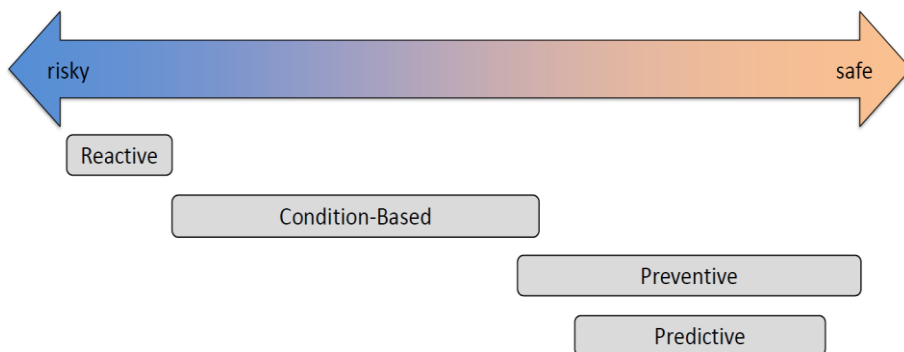 risky safe
Reactive
Condition-Based
Preventive
Predictive